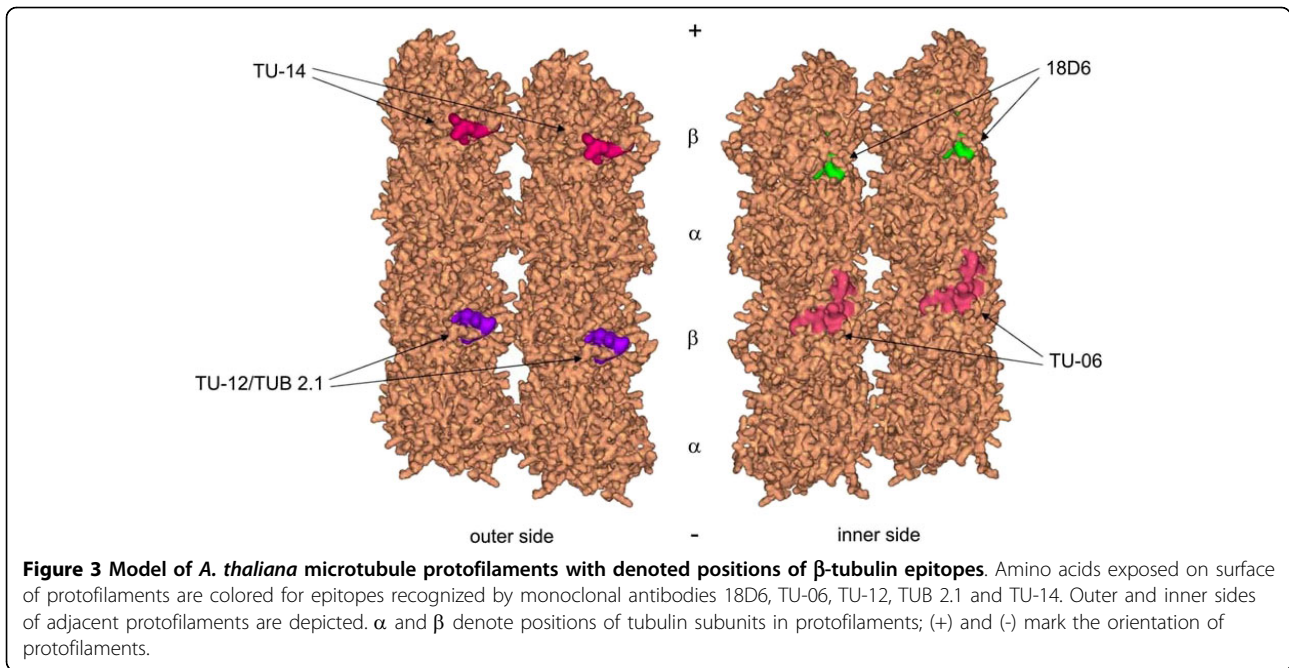 +
TU-14
18D6
β
α
TU-12/TUB 2.1
β
TU-06
α
outer side
-
inner side
Figure 3 Model of A. thaliana microtubule protofilaments with denoted positions of β-tubulin epitopes. Amino acids exposed on surface
of protofilaments are colored for epitopes recognized by monoclonal antibodies 18D6, TU-06, TU-12, TUB 2.1 and TU-14. Outer and inner sides
of adjacent protofilaments are depicted. α and β denote positions of tubulin subunits in protofilaments; (+) and (-) mark the orientation of
protofilaments.